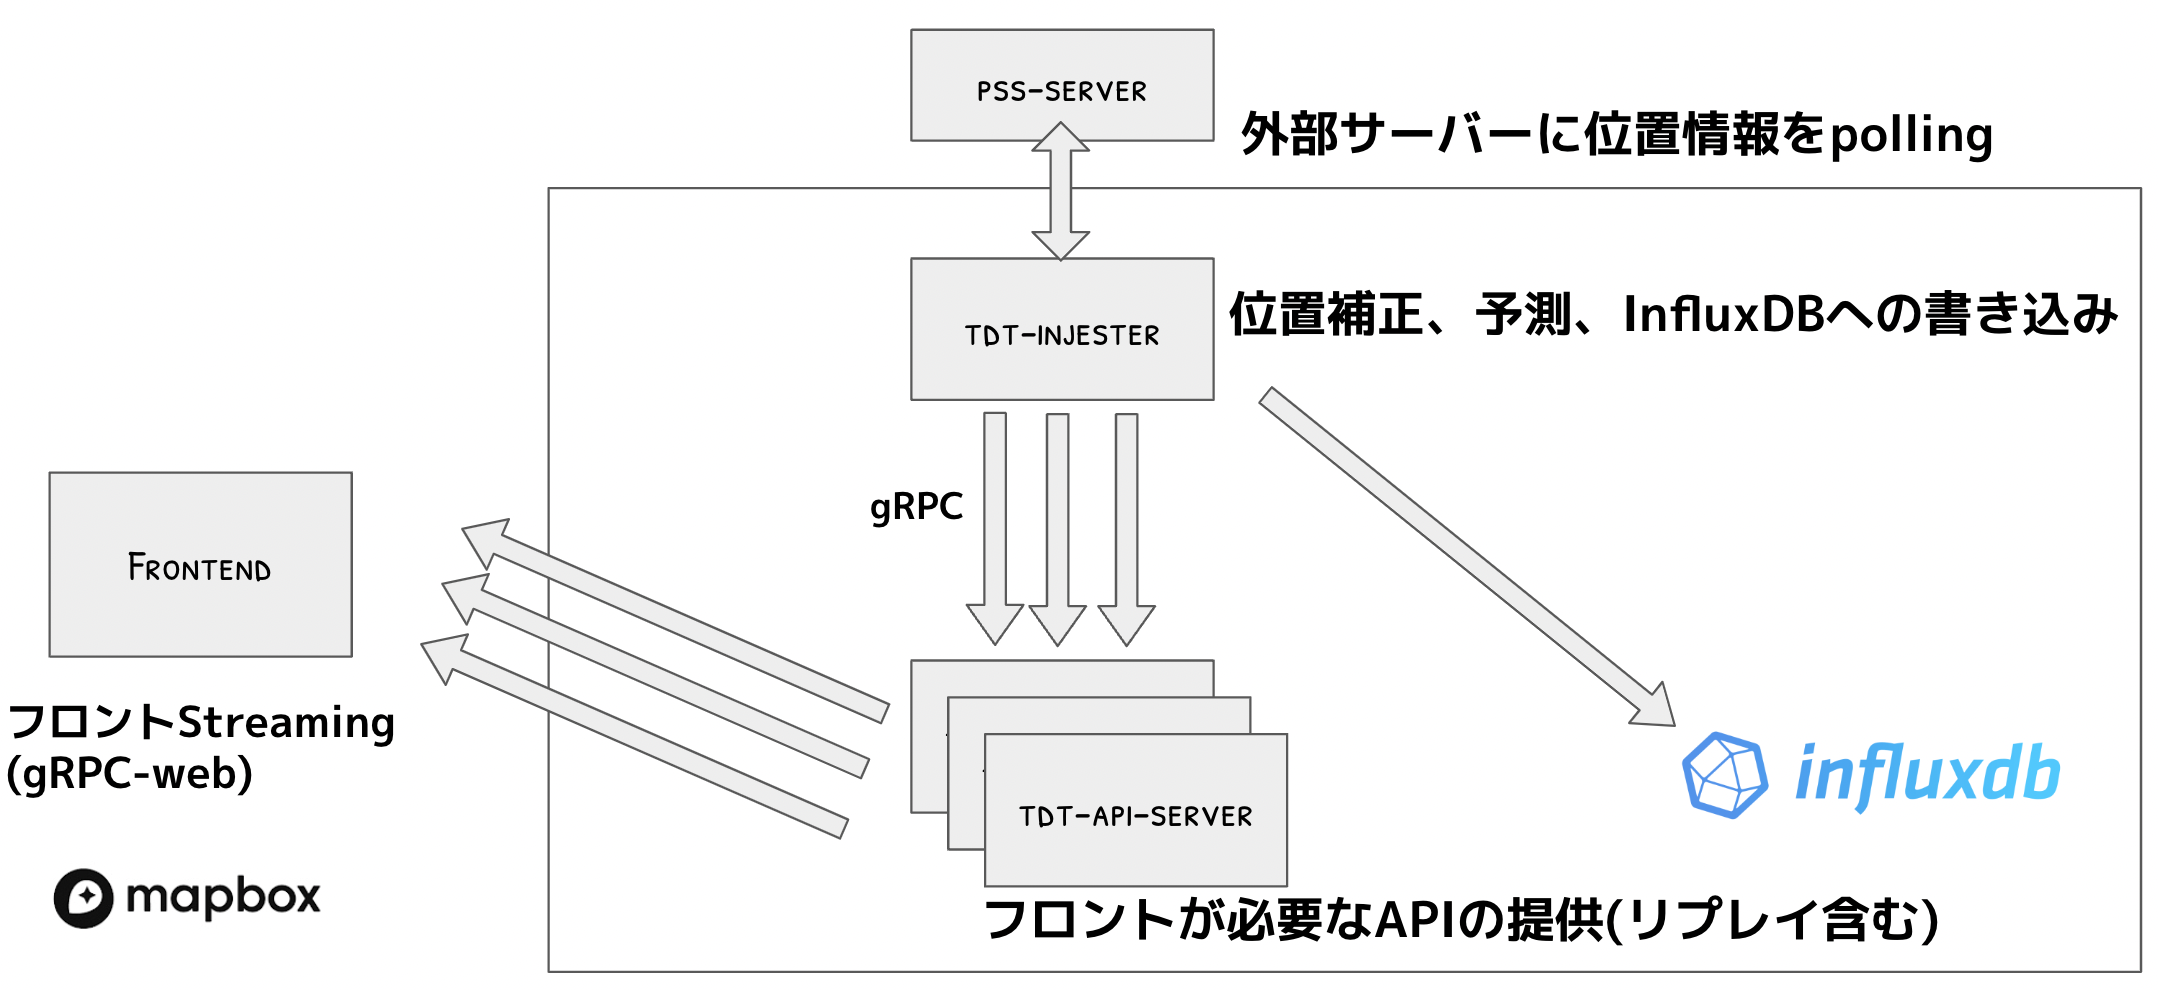 PSS-SERVER
外部サーバーに位置情報をpolling
TDT-INJESTER
位置補正、予測、InfluxDBへの書き込み
gRPC
FRONTEND
フロントStreaming
(gRPC-web)
mapbox
TDT-API-SERVER
influxdb
フロントが必要なAPIの提供(リプレイ含む)